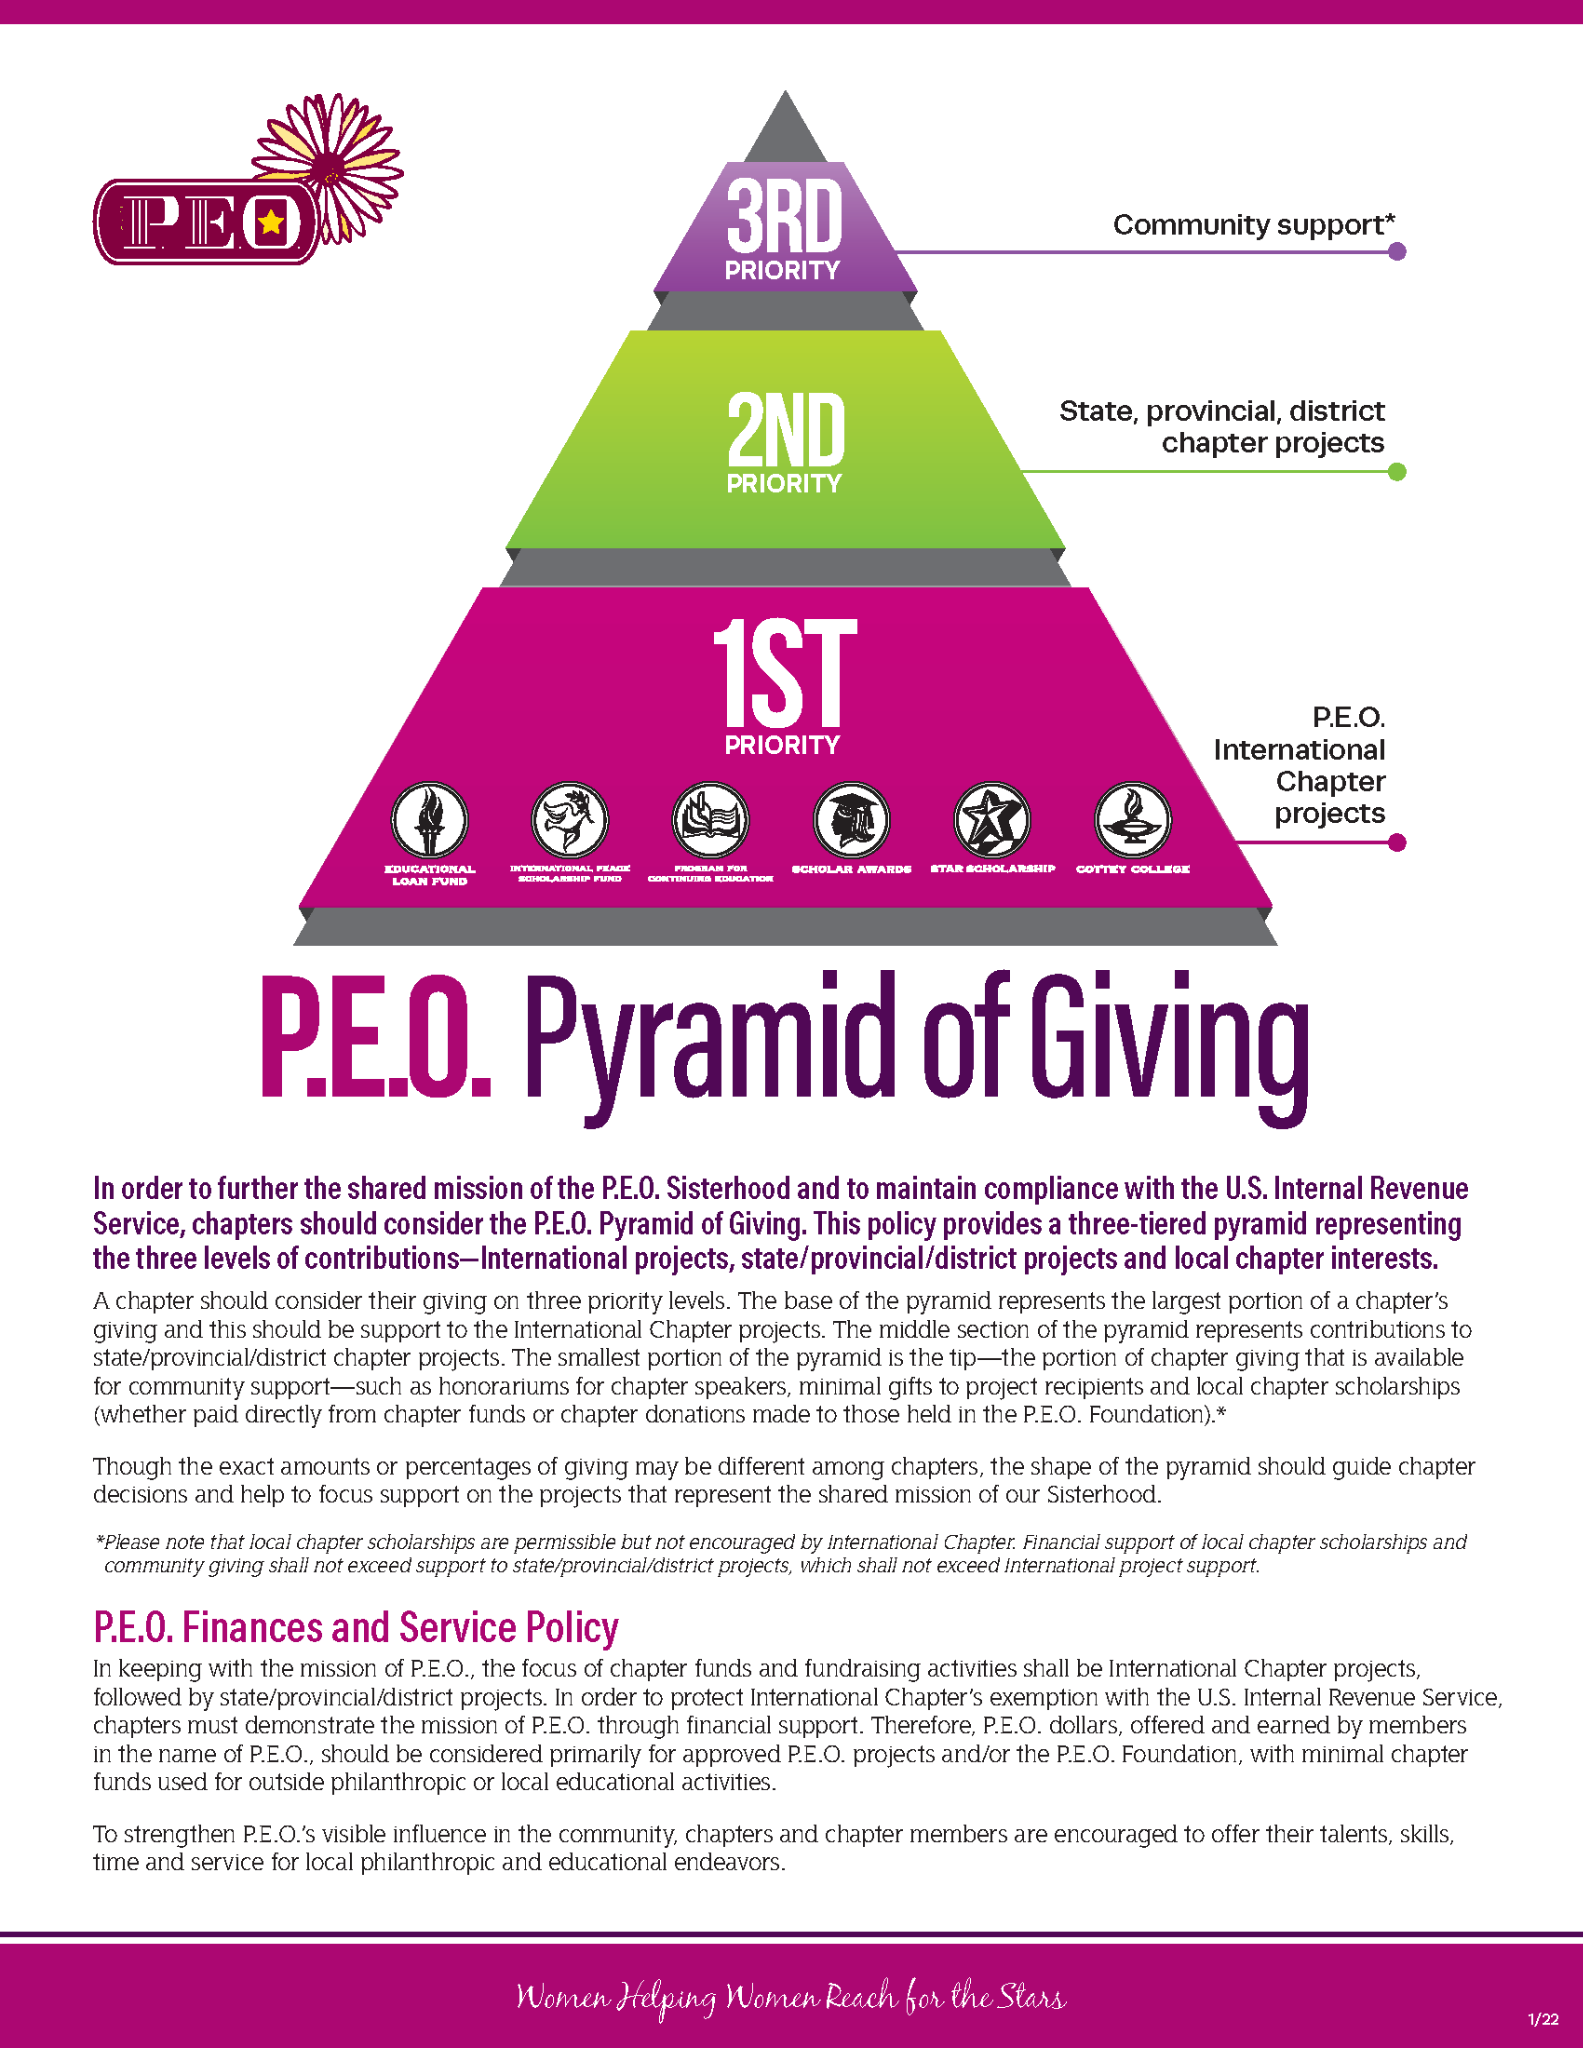 PEO
3RD
PRIORITY
Community support*
2ND
PRIORITY
State, provincial, district
chapter projects
1ST
PRIORITY
P.E.O.
International
Chapter
projects
EDUCATIONAL
LOAN FUND
INTERNATIONAL PEACE
SCHOLARSHIP FUND
PROGRAM FOR
CONTINUING EDUCATION
SCHOLAR AWARDS
STAR SCHOLARSHIP
COTTEY COLLEGE
P.E.O. Pyramid of Giving
In order to further the shared mission of the P.E.O. Sisterhood and to maintain compliance with the U.S. Internal Revenue
Service, chapters should consider the P.E.O. Pyramid of Giving. This policy provides a three-tiered pyramid representing
the three levels of contributions—International projects, state/provincial/district projects and local chapter interests.
A chapter should consider their giving on three priority levels. The base of the pyramid represents the largest portion of a chapter's
giving and this should be support to the International Chapter projects. The middle section of the pyramid represents contributions to
state/provincial/district chapter projects. The smallest portion of the pyramid is the tip—the portion of chapter giving that is available
for community support—such as honorariums for chapter speakers, minimal gifts to project recipients and local chapter scholarships
(whether paid directly from chapter funds or chapter donations made to those held in the P.E.O. Foundation).*
Though the exact amounts or percentages of giving may be different among chapters, the shape of the pyramid should guide chapter
decisions and help to focus support on the projects that represent the shared mission of our Sisterhood.
*Please note that local chapter scholarships are permissible but not encouraged by International Chapter. Financial support of local chapter scholarships and
community giving shall not exceed support to state/provincial/district projects, which shall not exceed International project support.
P.E.O. Finances and Service Policy
In keeping with the mission of P.E.O., the focus of chapter funds and fundraising activities shall be International Chapter projects,
followed by state/provincial/district projects. In order to protect International Chapter's exemption with the U.S. Internal Revenue Service,
chapters must demonstrate the mission of P.E.O. through financial support. Therefore, P.E.O. dollars, offered and earned by members
in the name of P.E.O., should be considered primarily for approved P.E.O. projects and/or the P.E.O. Foundation, with minimal chapter
funds used for outside philanthropic or local educational activities.
To strengthen P.E.O.'s visible influence in the community, chapters and chapter members are encouraged to offer their talents, skills,
time and service for local philanthropic and educational endeavors.
Women Helping Women Reach for the Stars
1/22